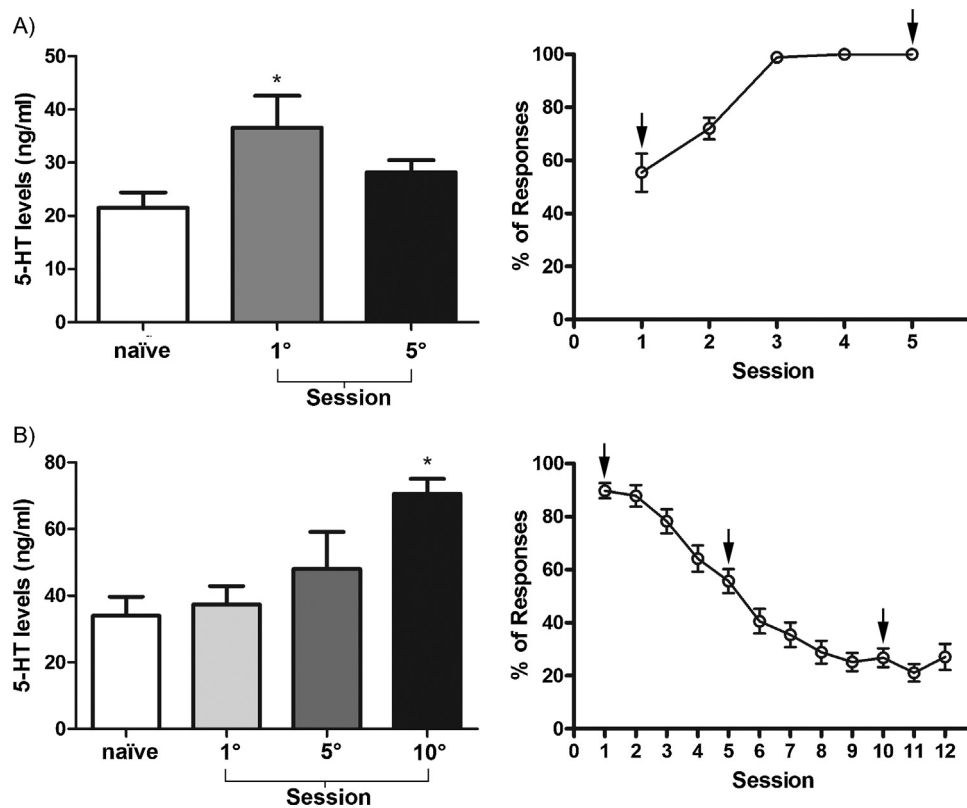 A)
5-HT levels (ng/ml)
50
40
30
20
10
0
*
naïve 1° 5°
Session
% of Responses
100
80
60
40
20
0
0 1 2 3 4 5
Session
B)
5-HT levels (ng/ml)
80
60
40
20
0
*
naïve 1° 5° 10°
Session
% of Responses
100
80
60
40
20
0
0 1 2 3 4 5 6 7 8 9 10 11 12
Session